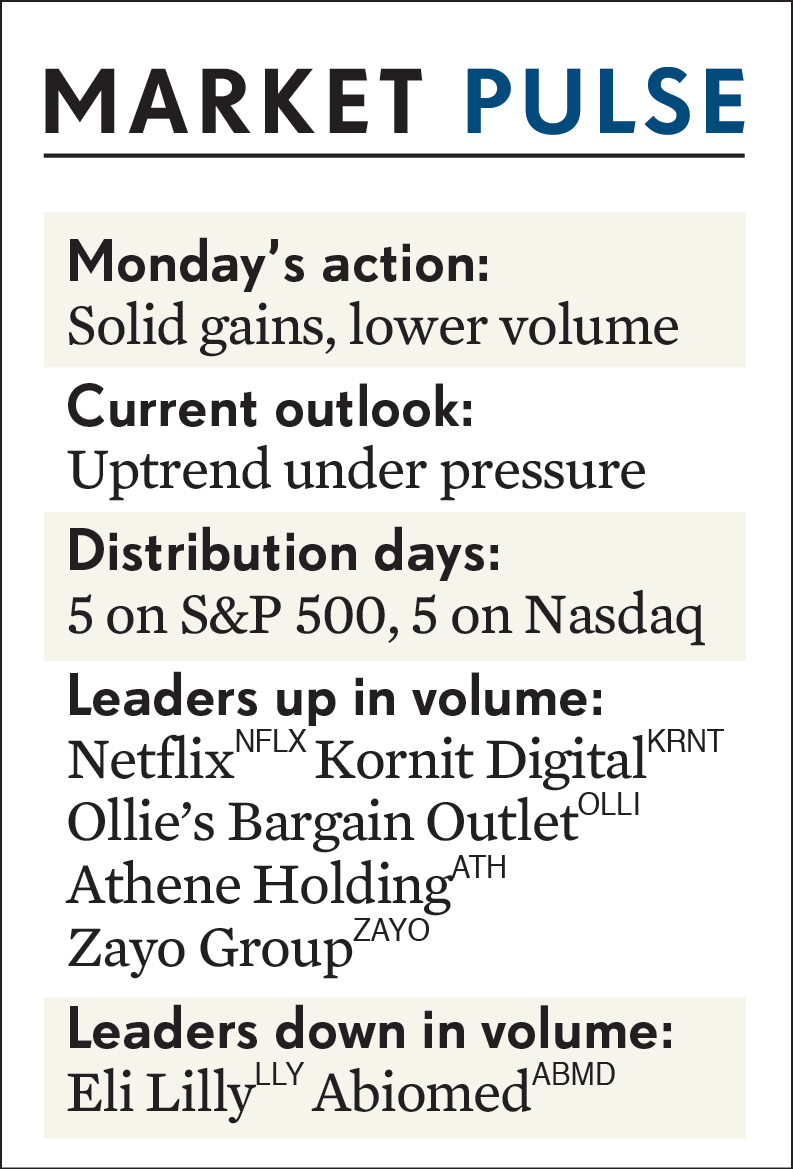 MARKET PULSE
Monday’s action:
Solid gains, lower volume
Current outlook:
Uptrend under pressure
Distribution days:
5 on S&P 500, 5 on Nasdaq
Leaders up in volume:
Netflix NFLX Kornit Digital KRNT
Ollie’s Bargain Outlet OLLI
Athene Holding ATH
Zayo Group ZAYO
Leaders down in volume:
Eli Lilly LLY Abiomed ABMD